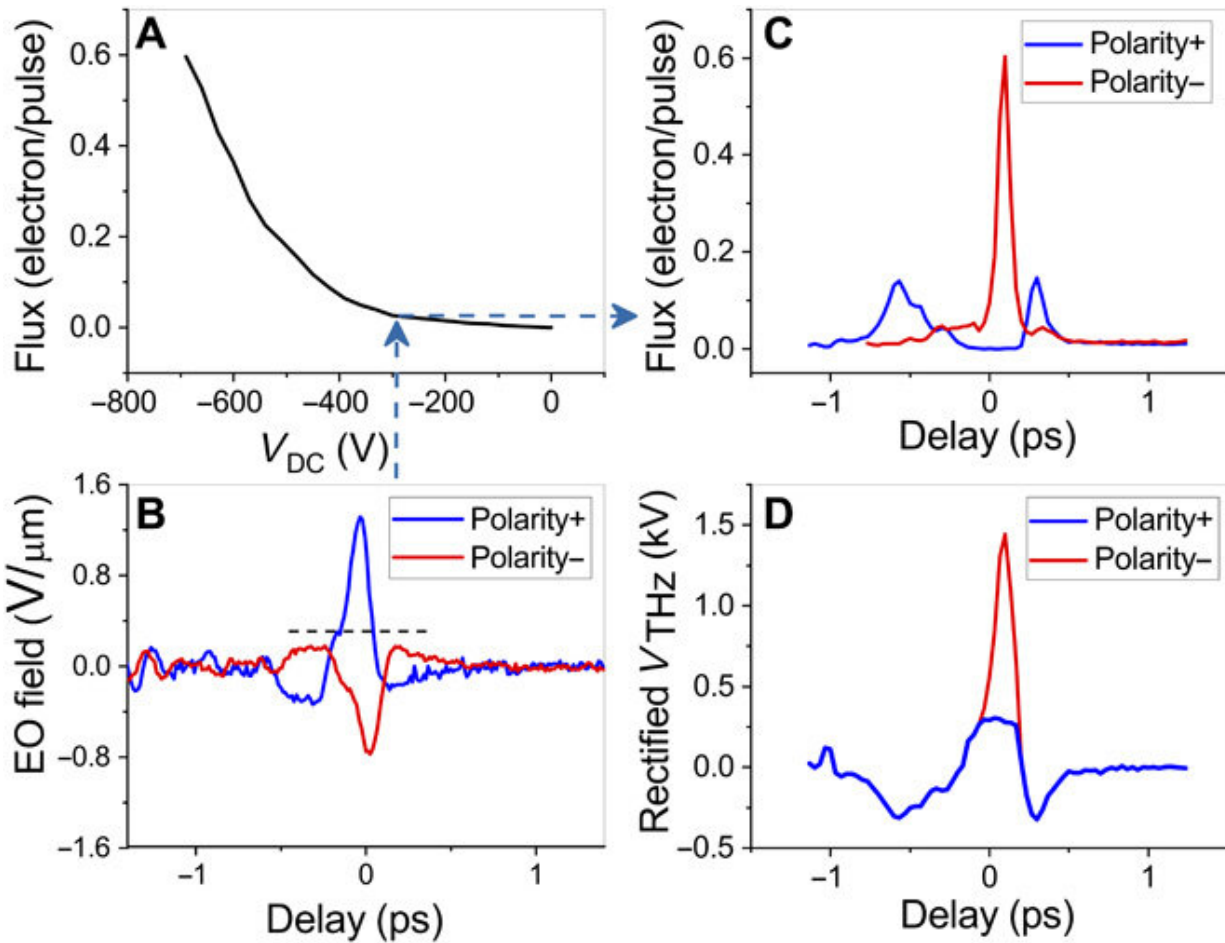 A
Flux (electron/pulse)
0.6
0.4
0.2
0.0
−800
−600
−400
−200
0
VDC (V)
C
Polarity+
Polarity−
Flux (electron/pulse)
0.6
0.4
0.2
0.0
−1
0
1
Delay (ps)
B
Polarity+
Polarity−
EO field (V/μm)
1.6
0.8
0.0
−0.8
−1.6
−1
0
1
Delay (ps)
D
Polarity+
Polarity−
Rectified VTHz (kV)
1.5
1.0
0.5
0.0
−0.5
−1
0
1
Delay (ps)